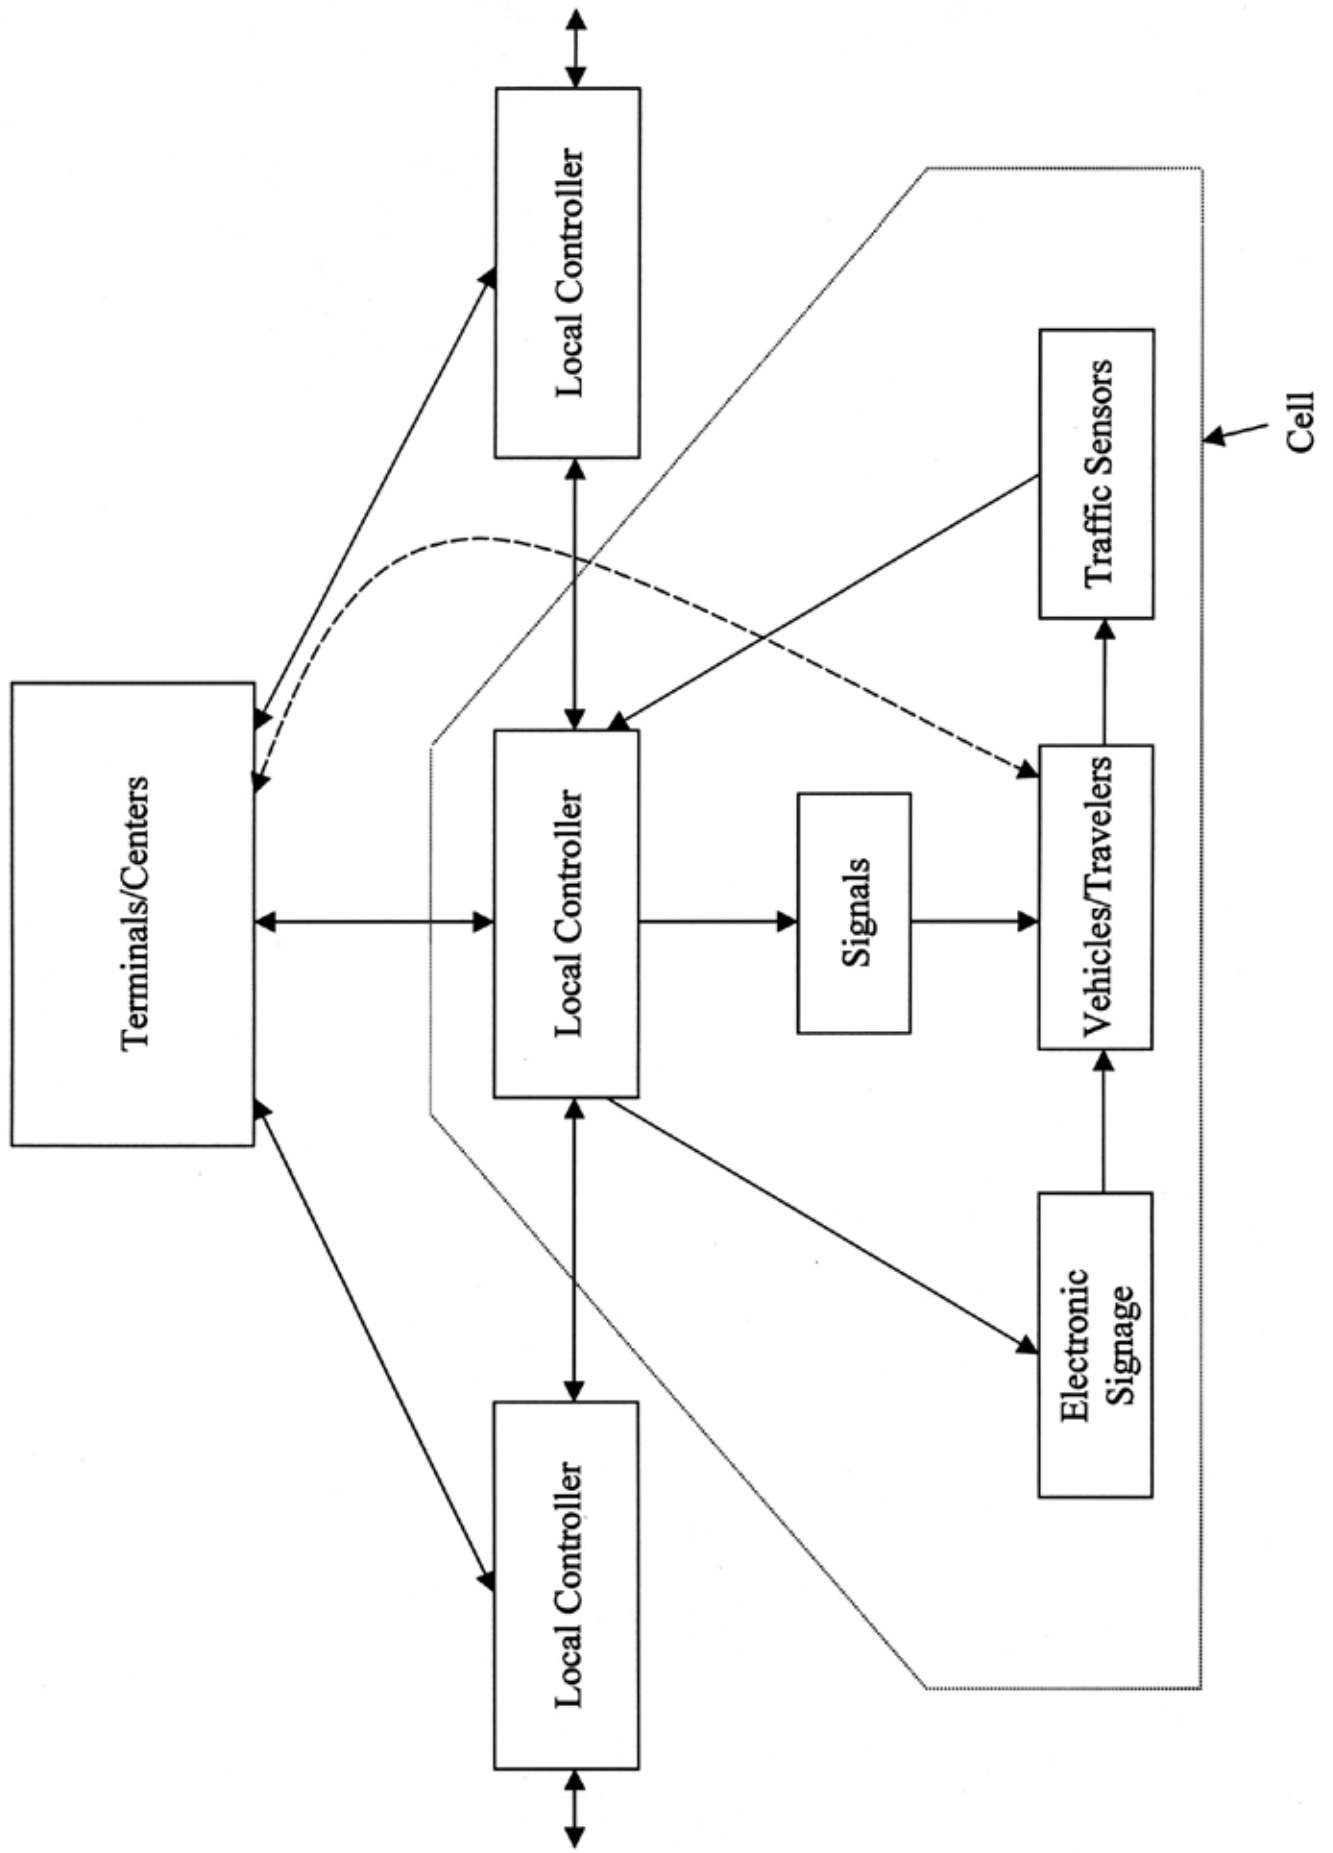 Terminals/Centers
Local Controller
Local Controller
Local Controller
Signals
Electronic
Signage
Vehicles/Travelers
Traffic Sensors
Cell